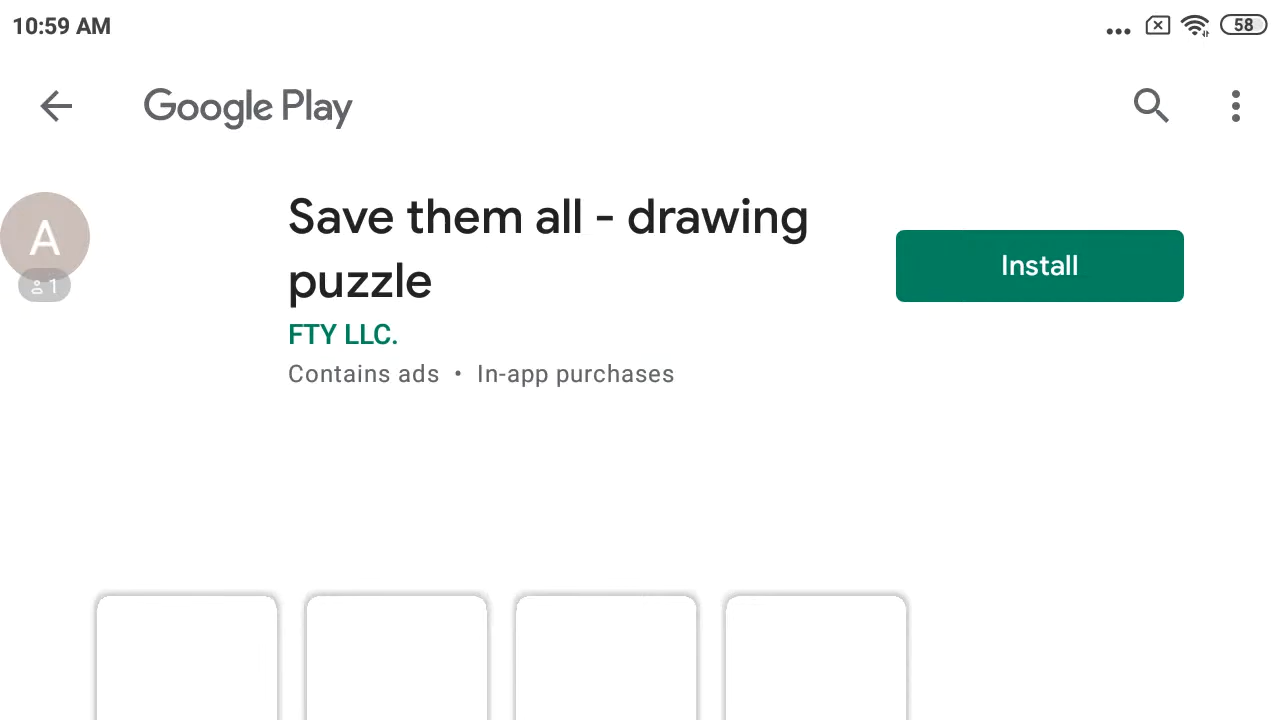 10:59 AM
58
Google Play
A
1
Save them all - drawing
puzzle
Install
FTY LLC.
Contains ads • In-app purchases